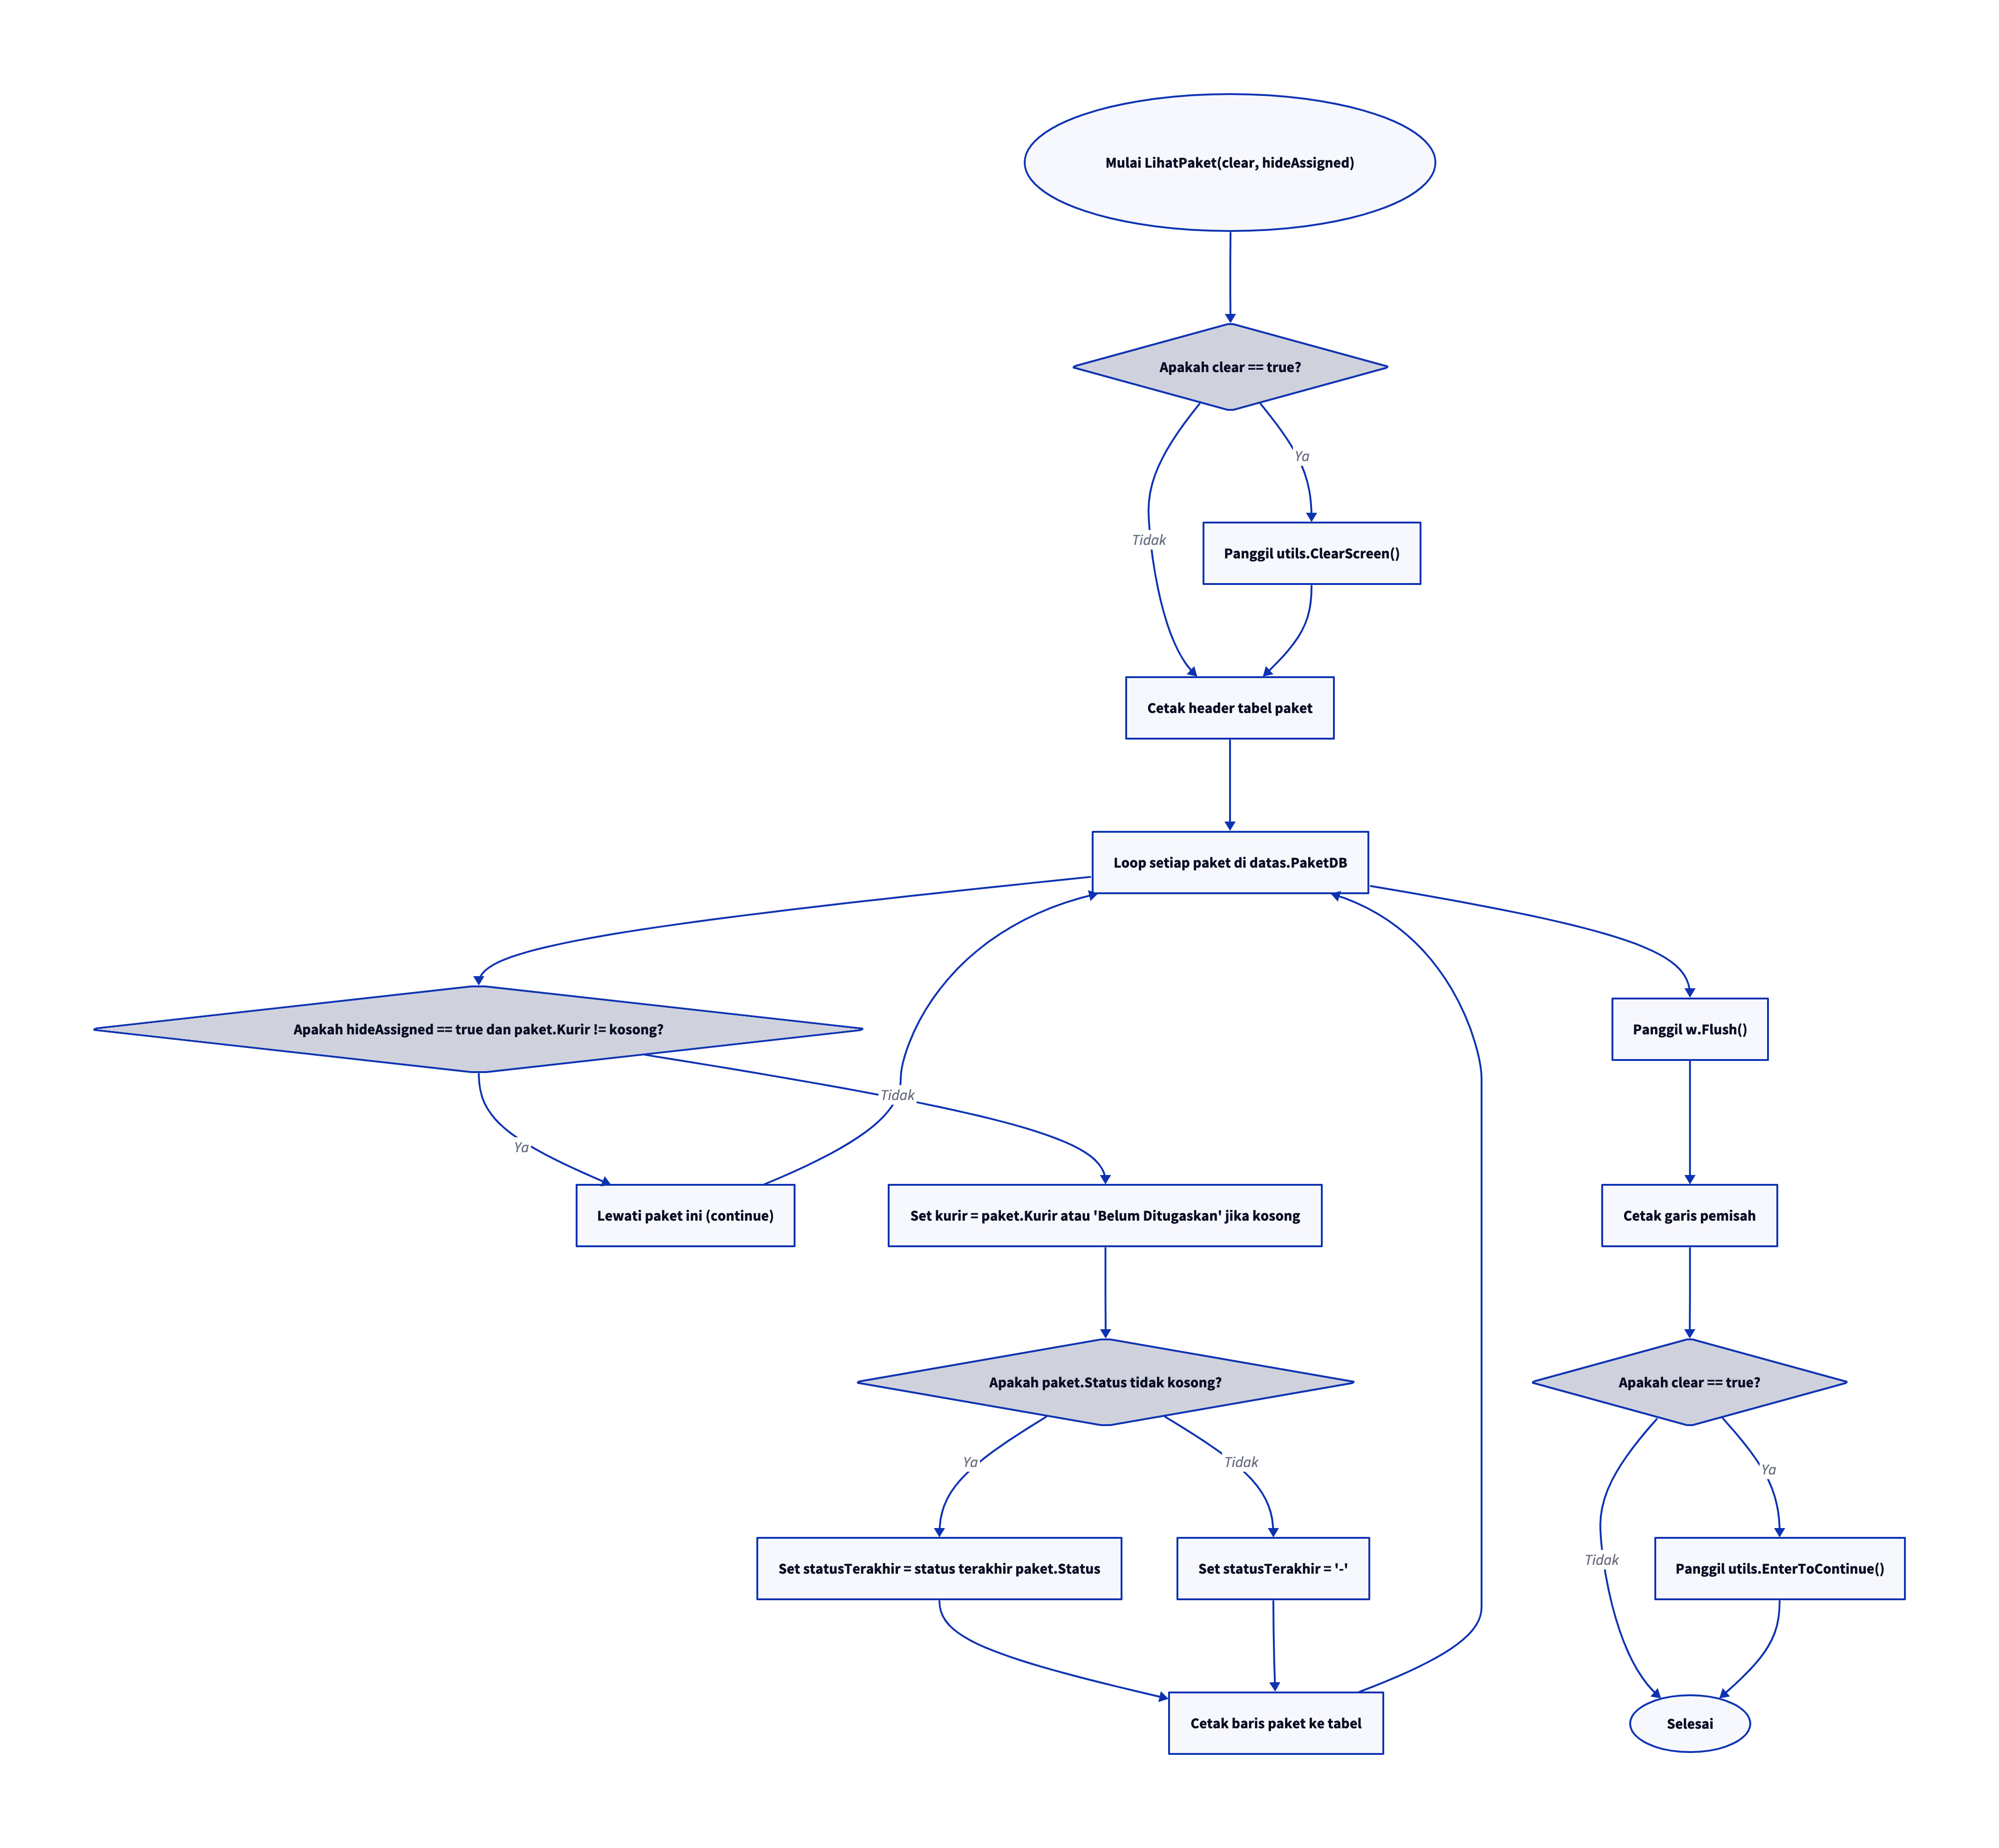 Mulai LihatPaket(clear, hideAssigned)
Apakah clear == true?
Ya
Tidak
Panggil utils.ClearScreen()
Cetak header tabel paket
Loop setiap paket di datas.PaketDB
Apakah hideAssigned == true dan paket.Kurir != kosong?
Panggil w.Flush()
Tidak
Ya
Lewati paket ini (continue)
Set kurir = paket.Kurir atau 'Belum Ditugaskan' jika kosong
Cetak garis pemisah
Apakah paket.Status tidak kosong?
Apakah clear == true?
Ya
Tidak
Ya
Tidak
Set statusTerakhir = status terakhir paket.Status
Set statusTerakhir = '-'
Panggil utils.EnterToContinue()
Cetak baris paket ke tabel
Selesai